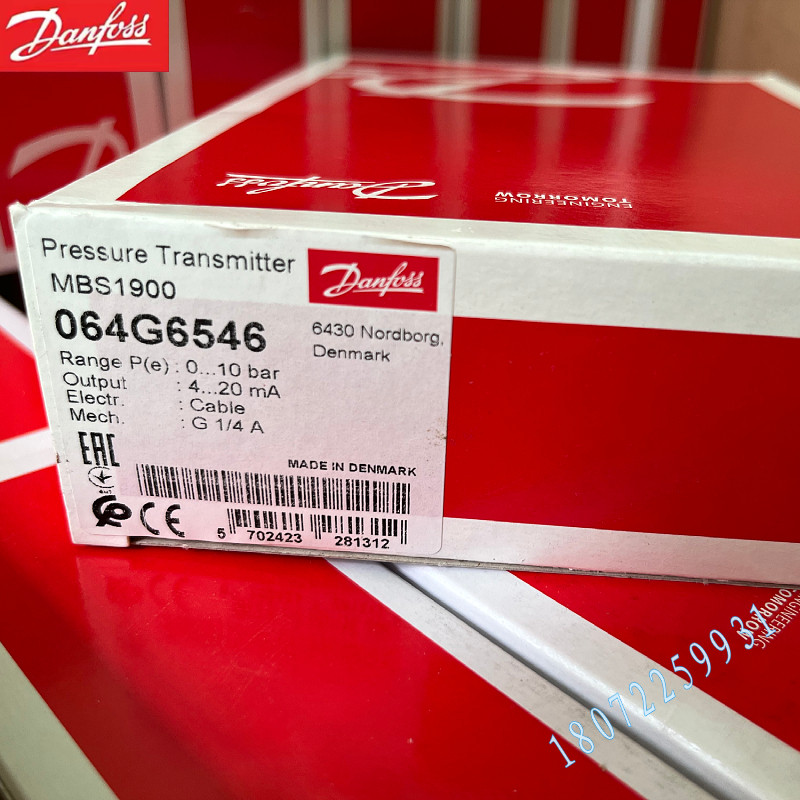 Danfoss
Danfoss
ENGINEERING
TOMORROW
Pressure Transmitter
MBS1900
Danfoss
064G6546
6430 Nordborg,
Denmark
Range P(e) : 0...10 bar
Output : 4...20 mA
Electr. : Cable
Mech. : G 1/4 A
EAC
MADE IN DENMARK
CE
5 702423 281312
ENGINEERING
TOMORROW
18072259931